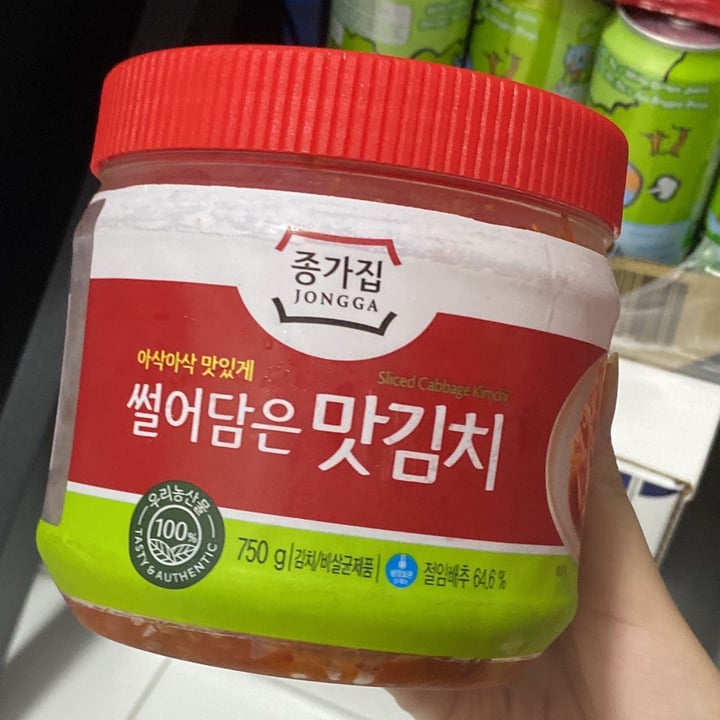 종가집
JONGGA
아삭아삭 맛있게
Sliced Cabbage Kimchi
썰어담은 맛김치
우리농산물
100%
TASTY & AUTHENTIC
750 g | 김치/비살균제품 |
절임배추 64.6 %